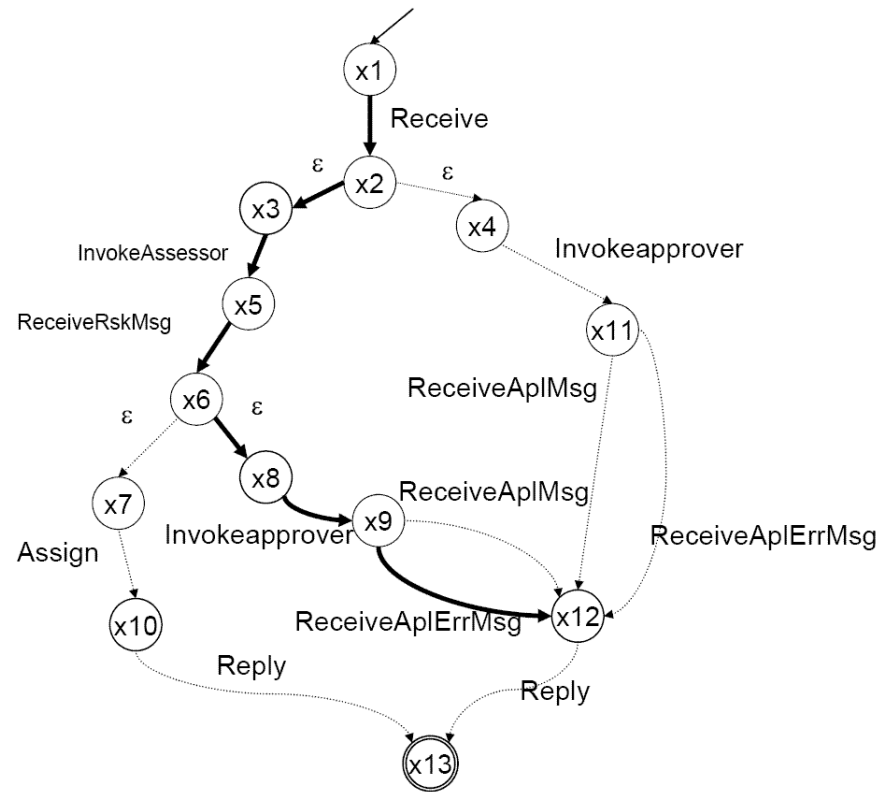 x1
Receive
ε
ε
x2
x3
x4
InvokeAssessor
Invokeapprover
x5
ReceiveRskMsg
x11
ReceiveAplMsg
x6
ε
ε
x8
x7
ReceiveAplMsg
x9
Invokeapprover
ReceiveAplErrMsg
Assign
x10
ReceiveAplErrMsg
x12
Reply
Reply
x13